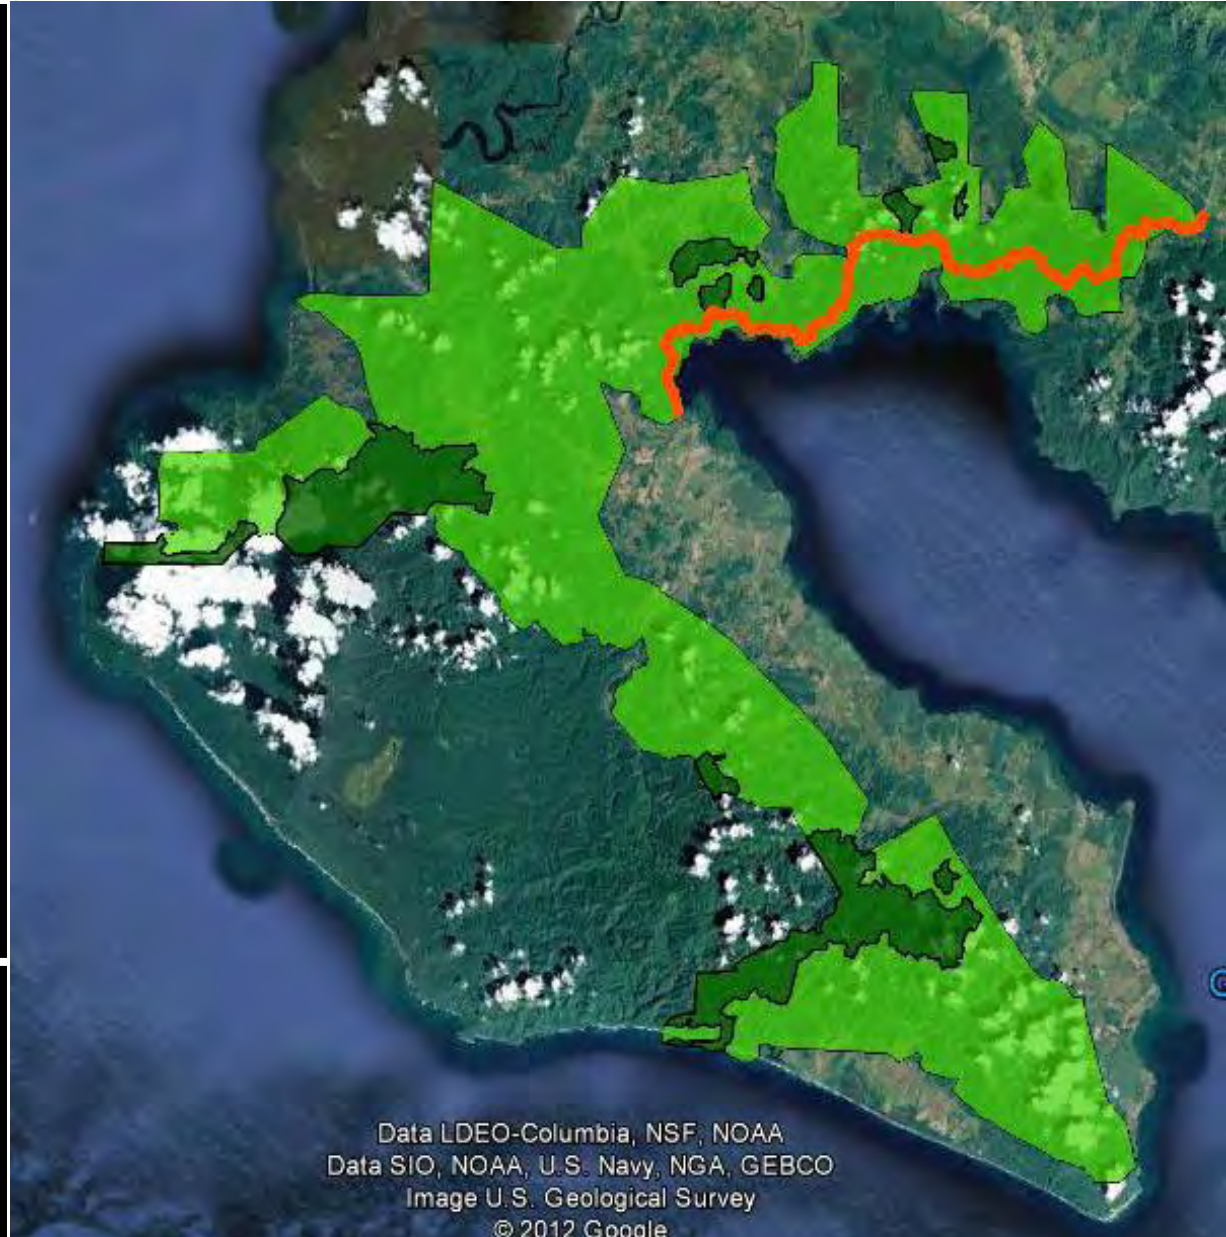 G
Data LDEO-Columbia, NSF, NOAA
Data SIO, NOAA, U.S. Navy, NGA, GEBCO
Image U.S. Geological Survey
© 2012 Google